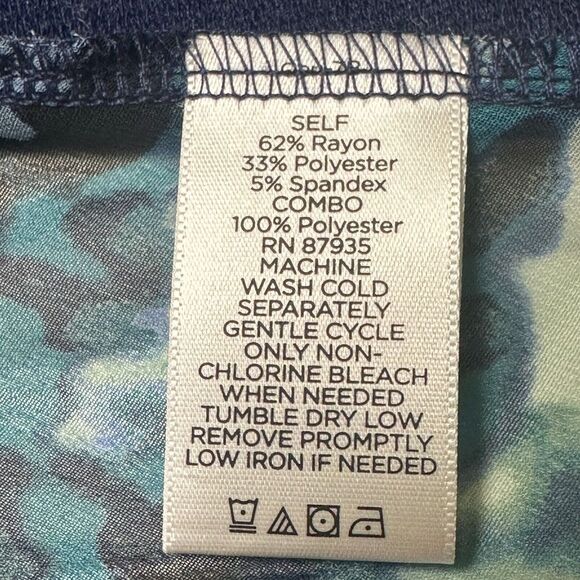 SELF
62% Rayon
33% Polyester
5% Spandex
COMBO
100% Polyester
RN 87935
MACHINE
WASH COLD
SEPARATELY
GENTLE CYCLE
ONLY NON-
CHLORINE BLEACH
WHEN NEEDED
TUMBLE DRY LOW
REMOVE PROMPTLY
LOW IRON IF NEEDED